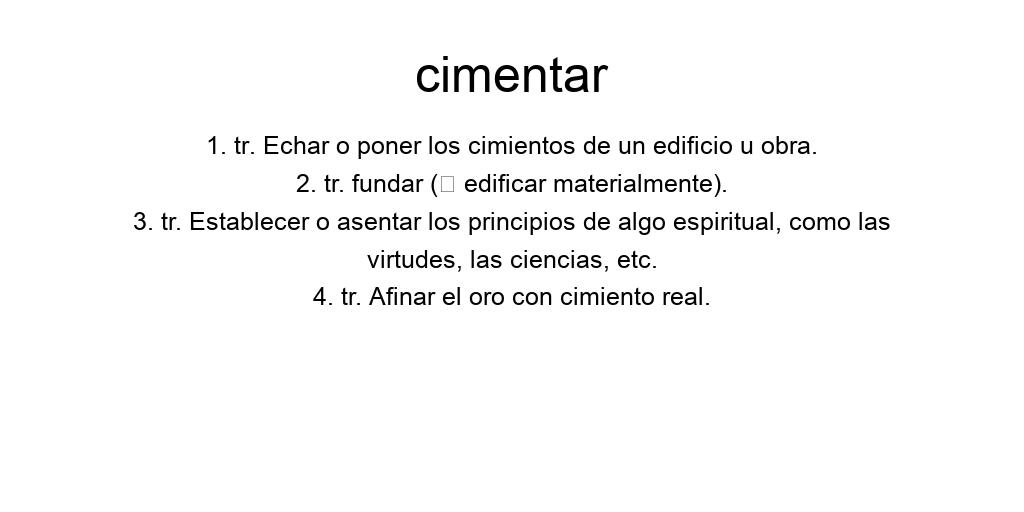 cimentar
1. tr. Echar o poner los cimientos de un edificio u obra.
2. tr. fundar (□ edificar materialmente).
3. tr. Establecer o asentar los principios de algo espiritual, como las
virtudes, las ciencias, etc.
4. tr. Afinar el oro con cimiento real.